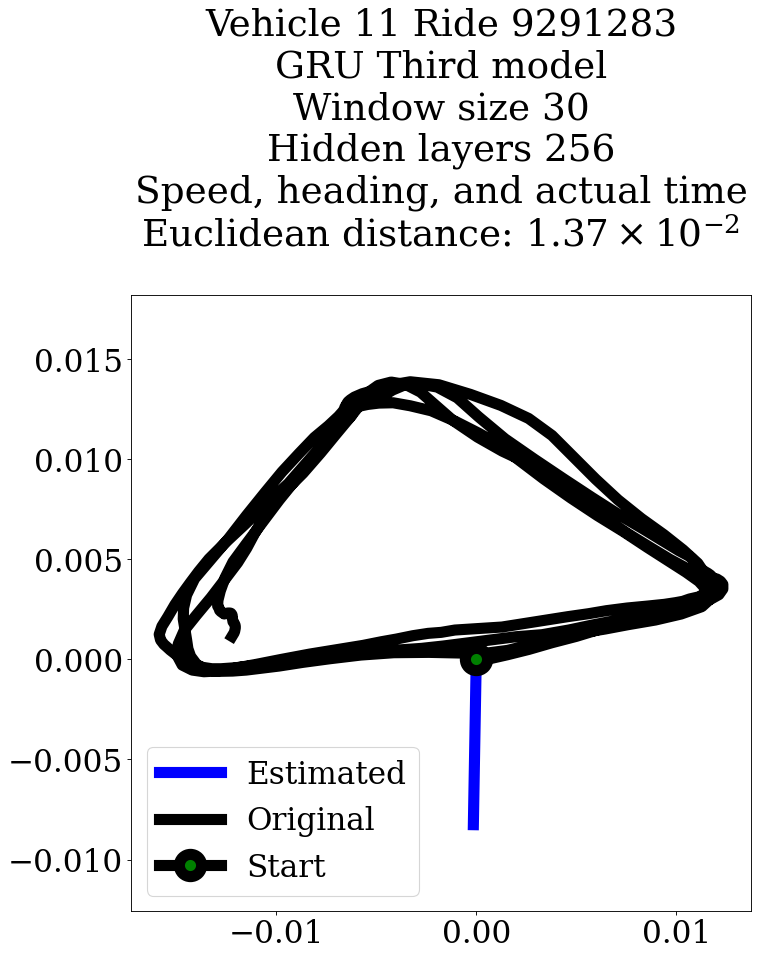 Vehicle 11 Ride 9291283
GRU Third model
Window size 30
Hidden layers 256
Speed, heading, and actual time
Euclidean distance: 1.37 × 10⁻²
0.015
0.010
0.005
0.000
−0.005
−0.010
Estimated
Original
Start
−0.01 0.00 0.01